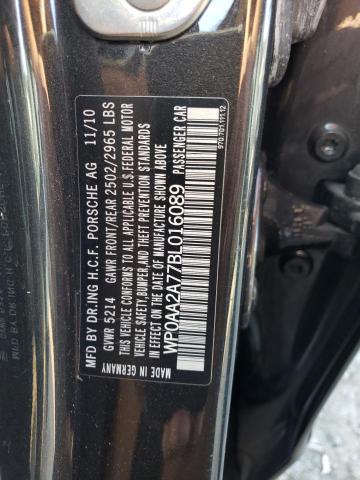 MFD BY DR.ING H.C.F. PORSCHE AG 11/10
GVWR 5214 GAWR FRONT/REAR 2502/2965 LBS
THIS VEHICLE CONFORMS TO ALL APPLICABLE U.S. FEDERAL MOTOR
VEHICLE SAFETY, BUMPER, AND THEFT PREVENTION STANDARDS
IN EFFECT ON THE DATE OF MANUFACTURE SHOWN ABOVE
WP0AA2A77BL016089 PASSENGER CAR
MADE IN GERMANY